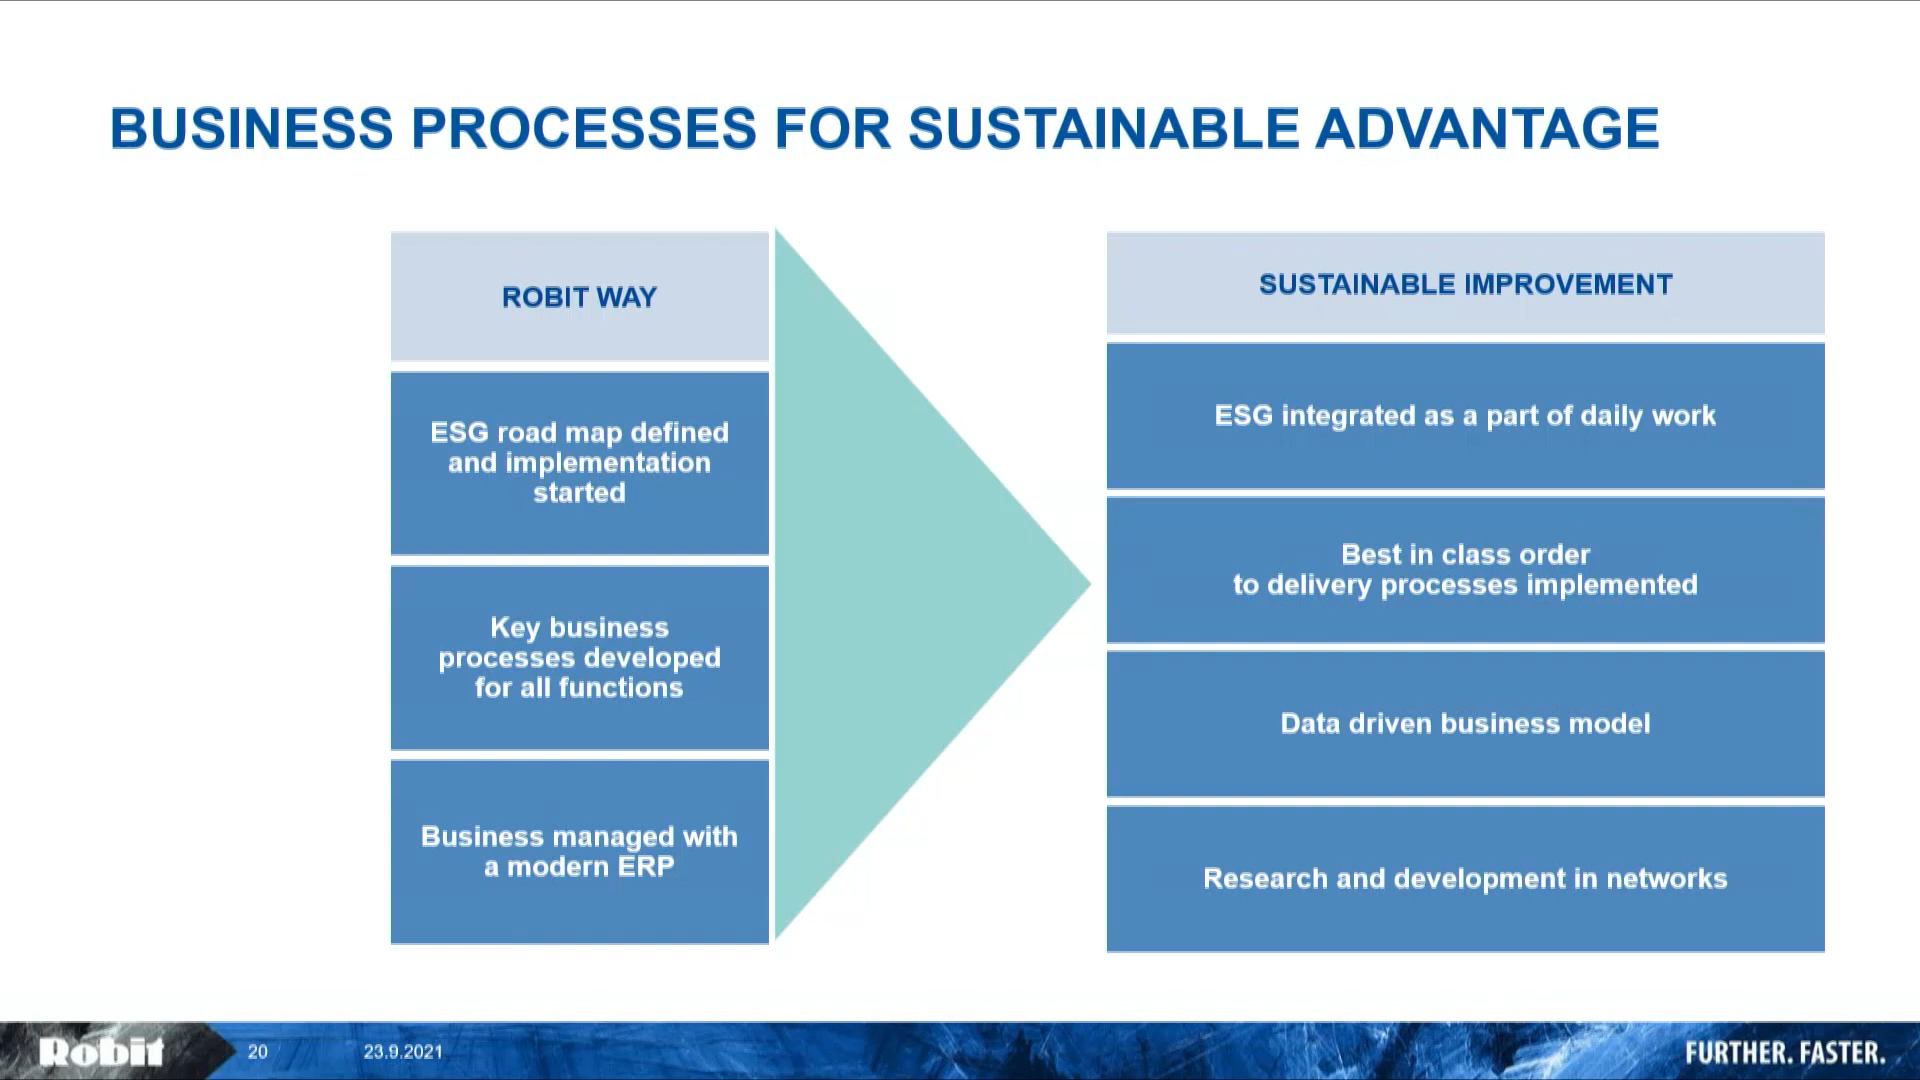 BUSINESS PROCESSES FOR SUSTAINABLE ADVANTAGE
ROBIT WAY
ESG road map defined
and implementation
started
Key business
processes developed
for all functions
Business managed with
a modern ERP
SUSTAINABLE IMPROVEMENT
ESG integrated as a part of daily work
Best in class order
to delivery processes implemented
Data driven business model
Research and development in networks
Robit
20
23.9.2021
FURTHER. FASTER.